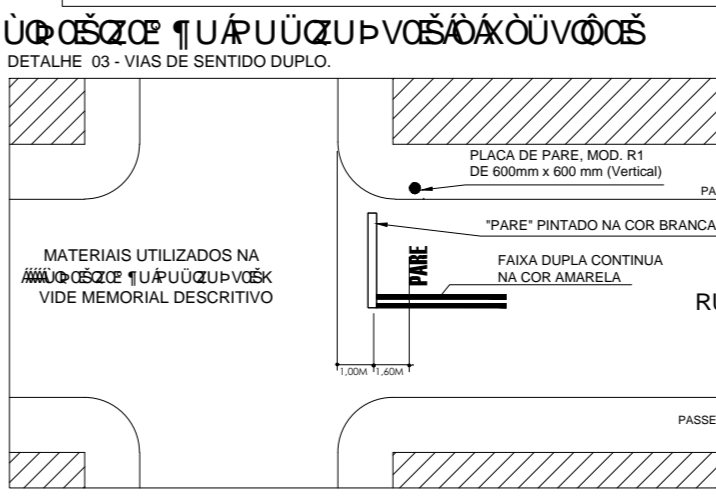 DETALHE 03 - VIAS DE SENTIDO DUPLO.
PLACA DE PARE, MOD. R1
DE 600mm x 600 mm (Vertical)
PA
"PARE" PINTADO NA COR BRANCA
MATERIAIS UTILIZADOS NA
VIDE MEMORIAL DESCRITIVO
PARE
FAIXA DUPLA CONTINUA
NA COR AMARELA
RU
1,00M 1,60M
PASSE